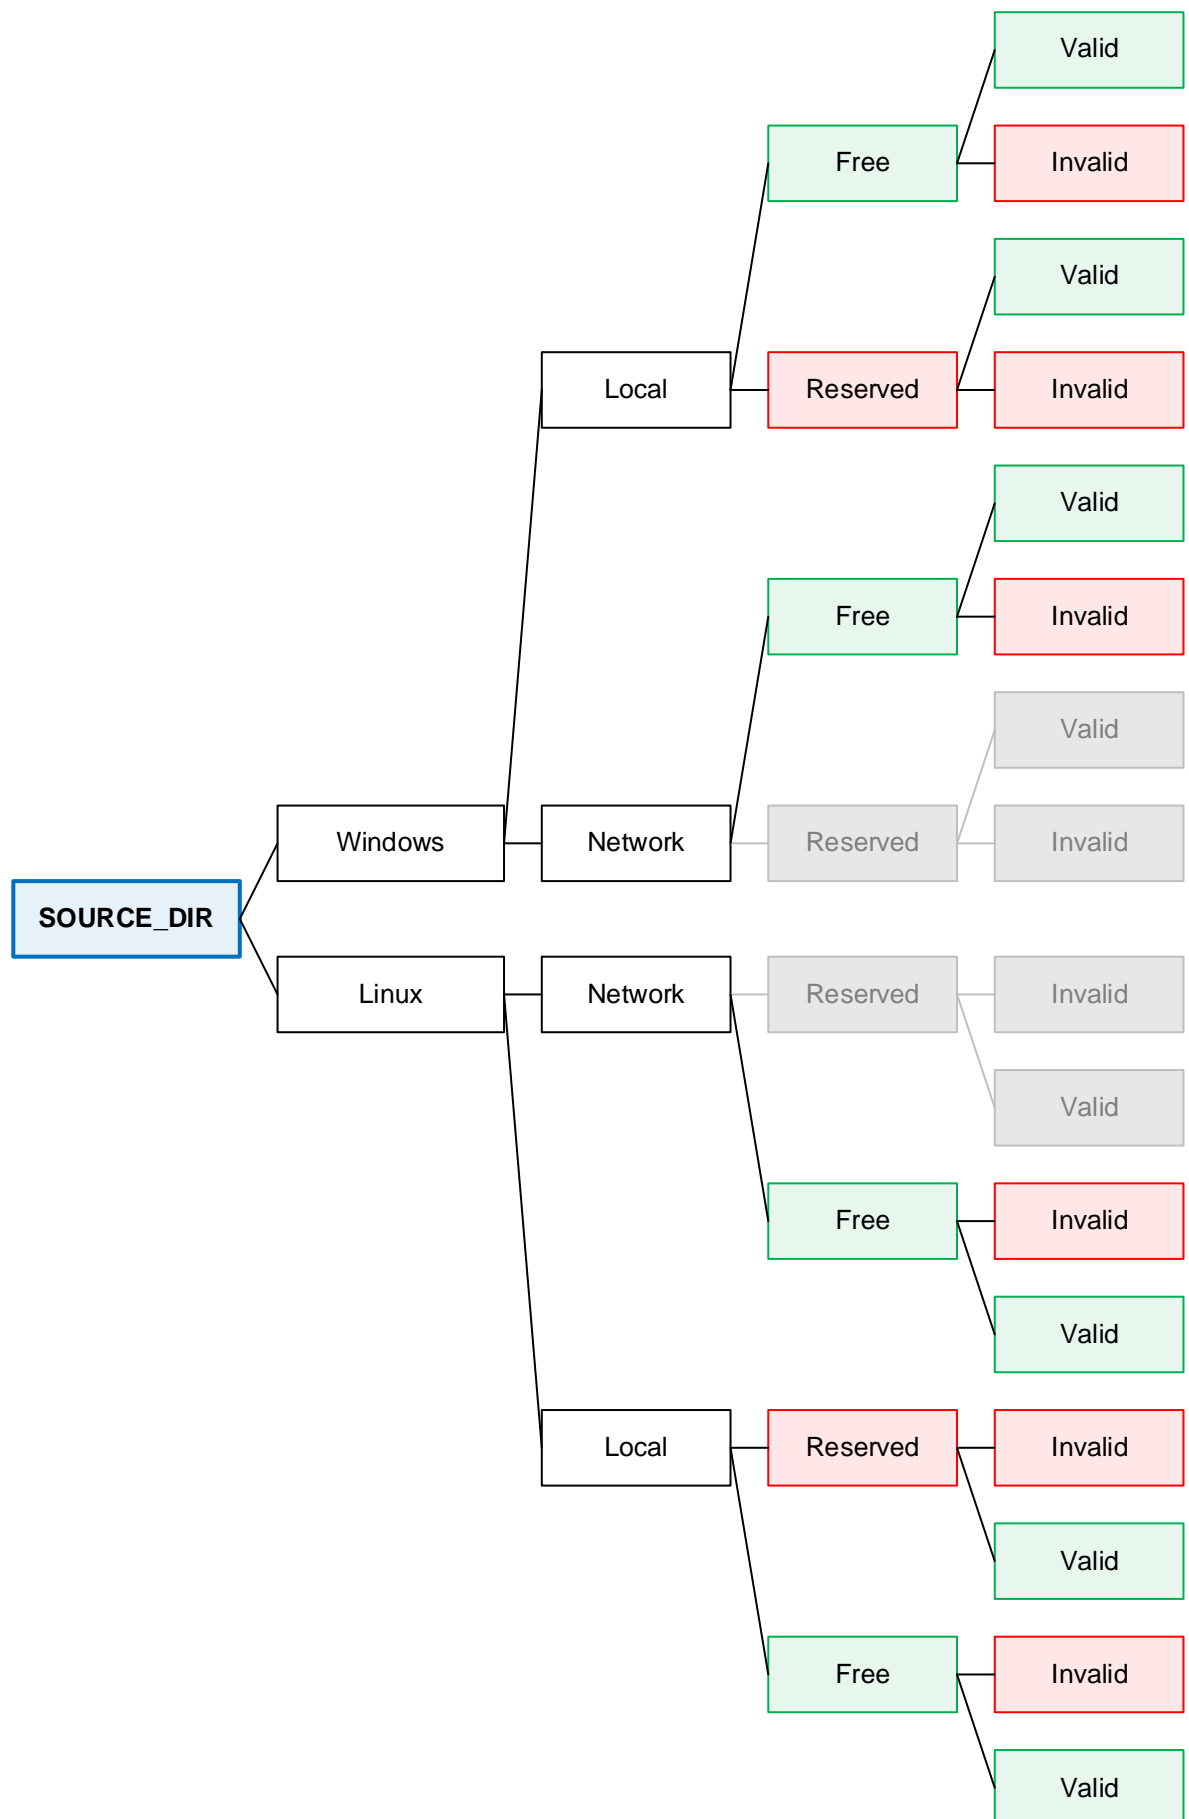 Valid
Free
Invalid
Valid
Local
Reserved
Invalid
Valid
Free
Invalid
Valid
Windows
Network
Reserved
Invalid
SOURCE_DIR
Linux
Network
Reserved
Invalid
Valid
Free
Invalid
Valid
Local
Reserved
Invalid
Valid
Free
Invalid
Valid